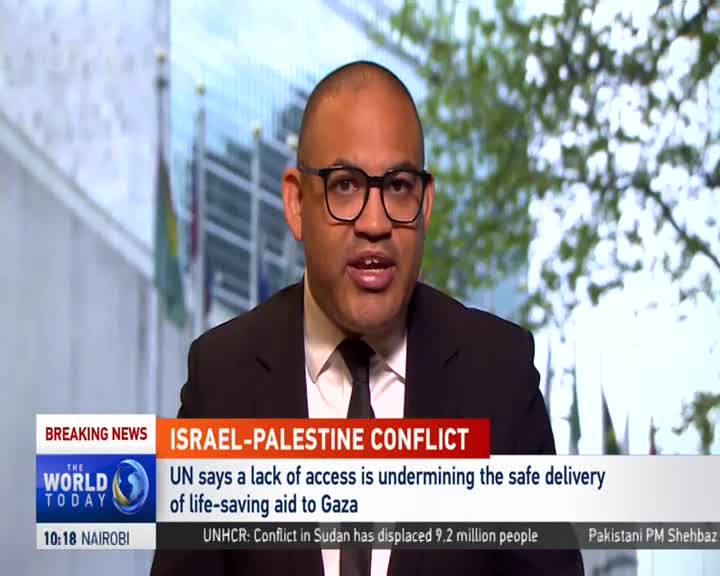 BREAKING NEWS
ISRAEL-PALESTINE CONFLICT
THE
WORLD
TODAY
UN says a lack of access is undermining the safe delivery
of life-saving aid to Gaza
10:18 NAIROBI
UNHCR: Conflict in Sudan has displaced 9.2 million people
Pakistani PM Shehbaz